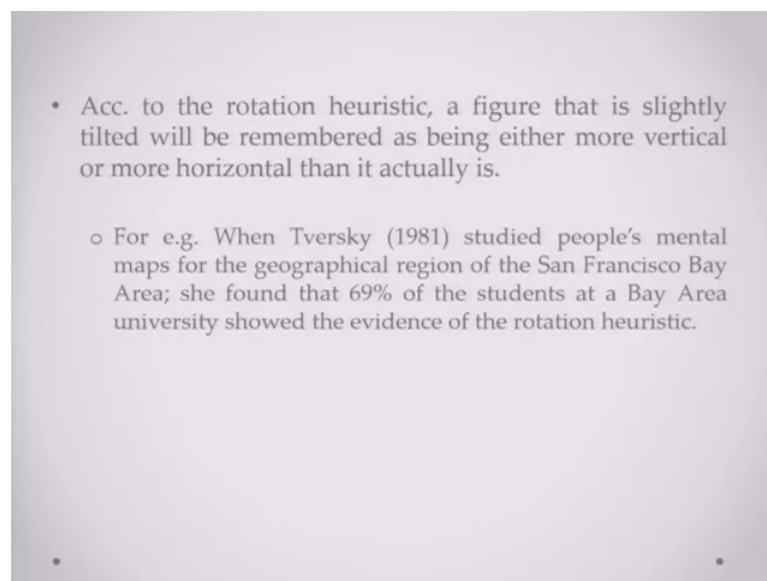 • Acc. to the rotation heuristic, a figure that is slightly
tilted will be remembered as being either more vertical
or more horizontal than it actually is.
o For e.g. When Tversky (1981) studied people's mental
maps for the geographical region of the San Francisco Bay
Area; she found that 69% of the students at a Bay Area
university showed the evidence of the rotation heuristic.